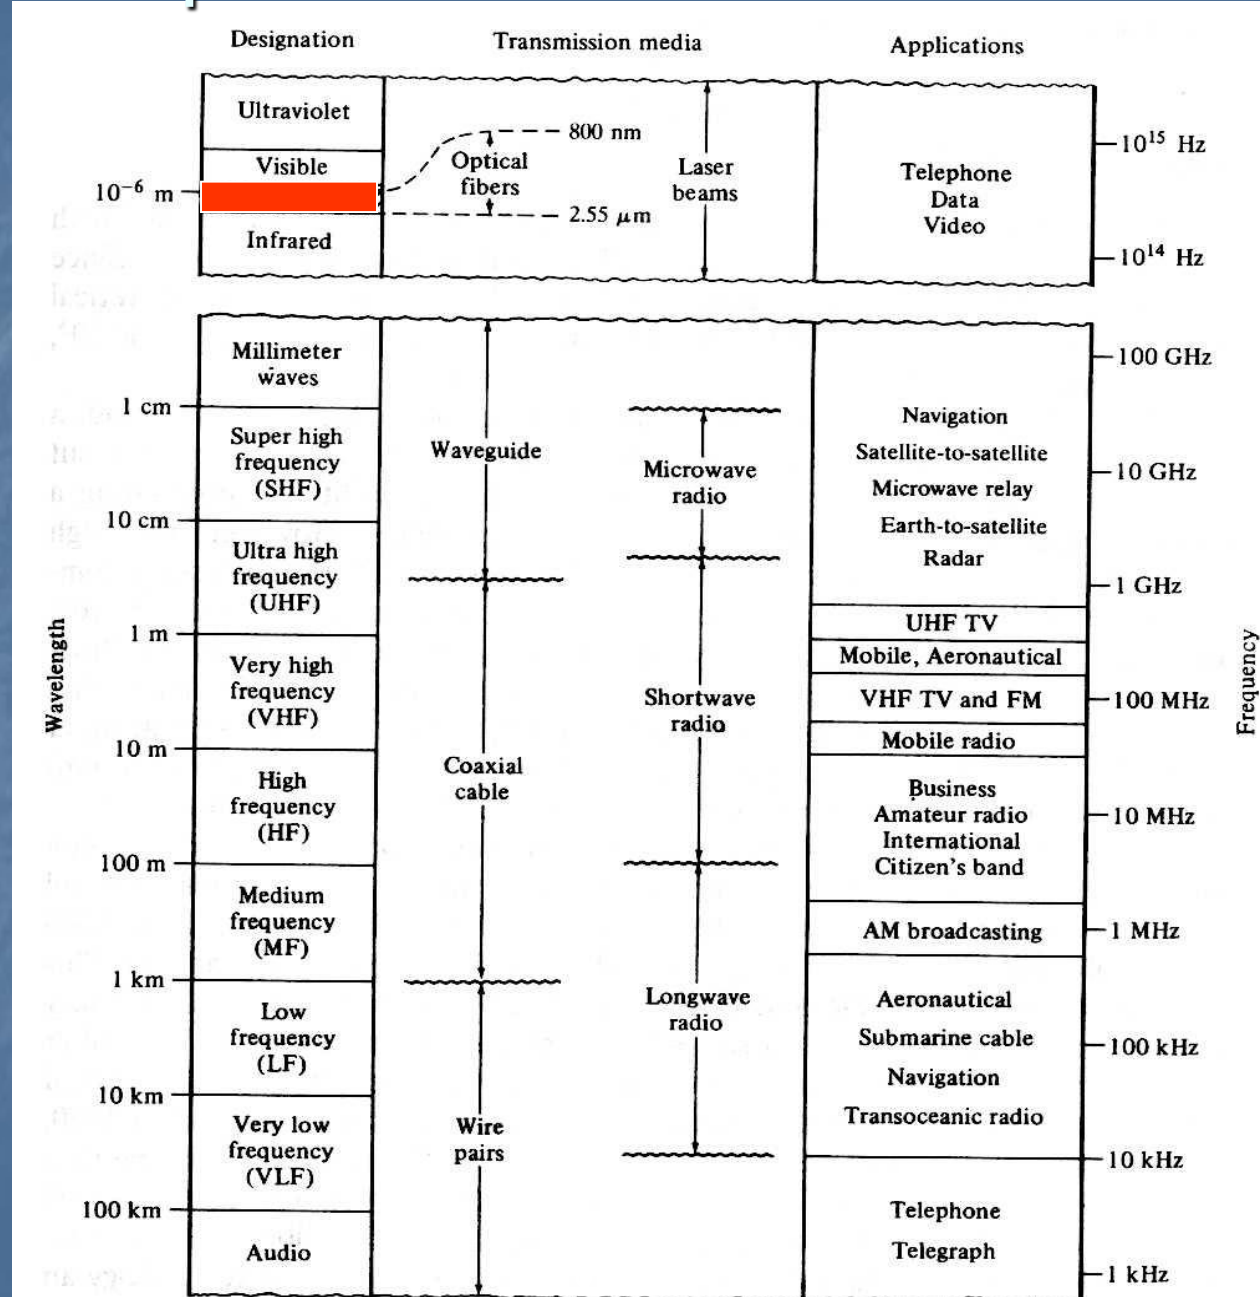 Designation
Transmission media
Applications
Ultraviolet
Visible
10⁻⁶ m
Infrared
800 nm
Optical
fibers
2.55 μm
Laser
beams
Telephone
Data
Video
10¹⁵ Hz
10¹⁴ Hz
Millimeter
waves
1 cm
Super high
frequency
(SHF)
10 cm
Ultra high
frequency
(UHF)
1 m
Very high
frequency
(VHF)
10 m
High
frequency
(HF)
100 m
Medium
frequency
(MF)
1 km
Low
frequency
(LF)
10 km
Very low
frequency
(VLF)
100 km
Audio
Wavelength
Waveguide
Coaxial
cable
Wire
pairs
Microwave
radio
Shortwave
radio
Longwave
radio
Navigation
Satellite-to-satellite
Microwave relay
Earth-to-satellite
Radar
UHF TV
Mobile, Aeronautical
VHF TV and FM
Mobile radio
Business
Amateur radio
International
Citizen's band
AM broadcasting
Aeronautical
Submarine cable
Navigation
Transoceanic radio
Telephone
Telegraph
100 GHz
10 GHz
1 GHz
100 MHz
10 MHz
1 MHz
100 kHz
10 kHz
1 kHz
Frequency